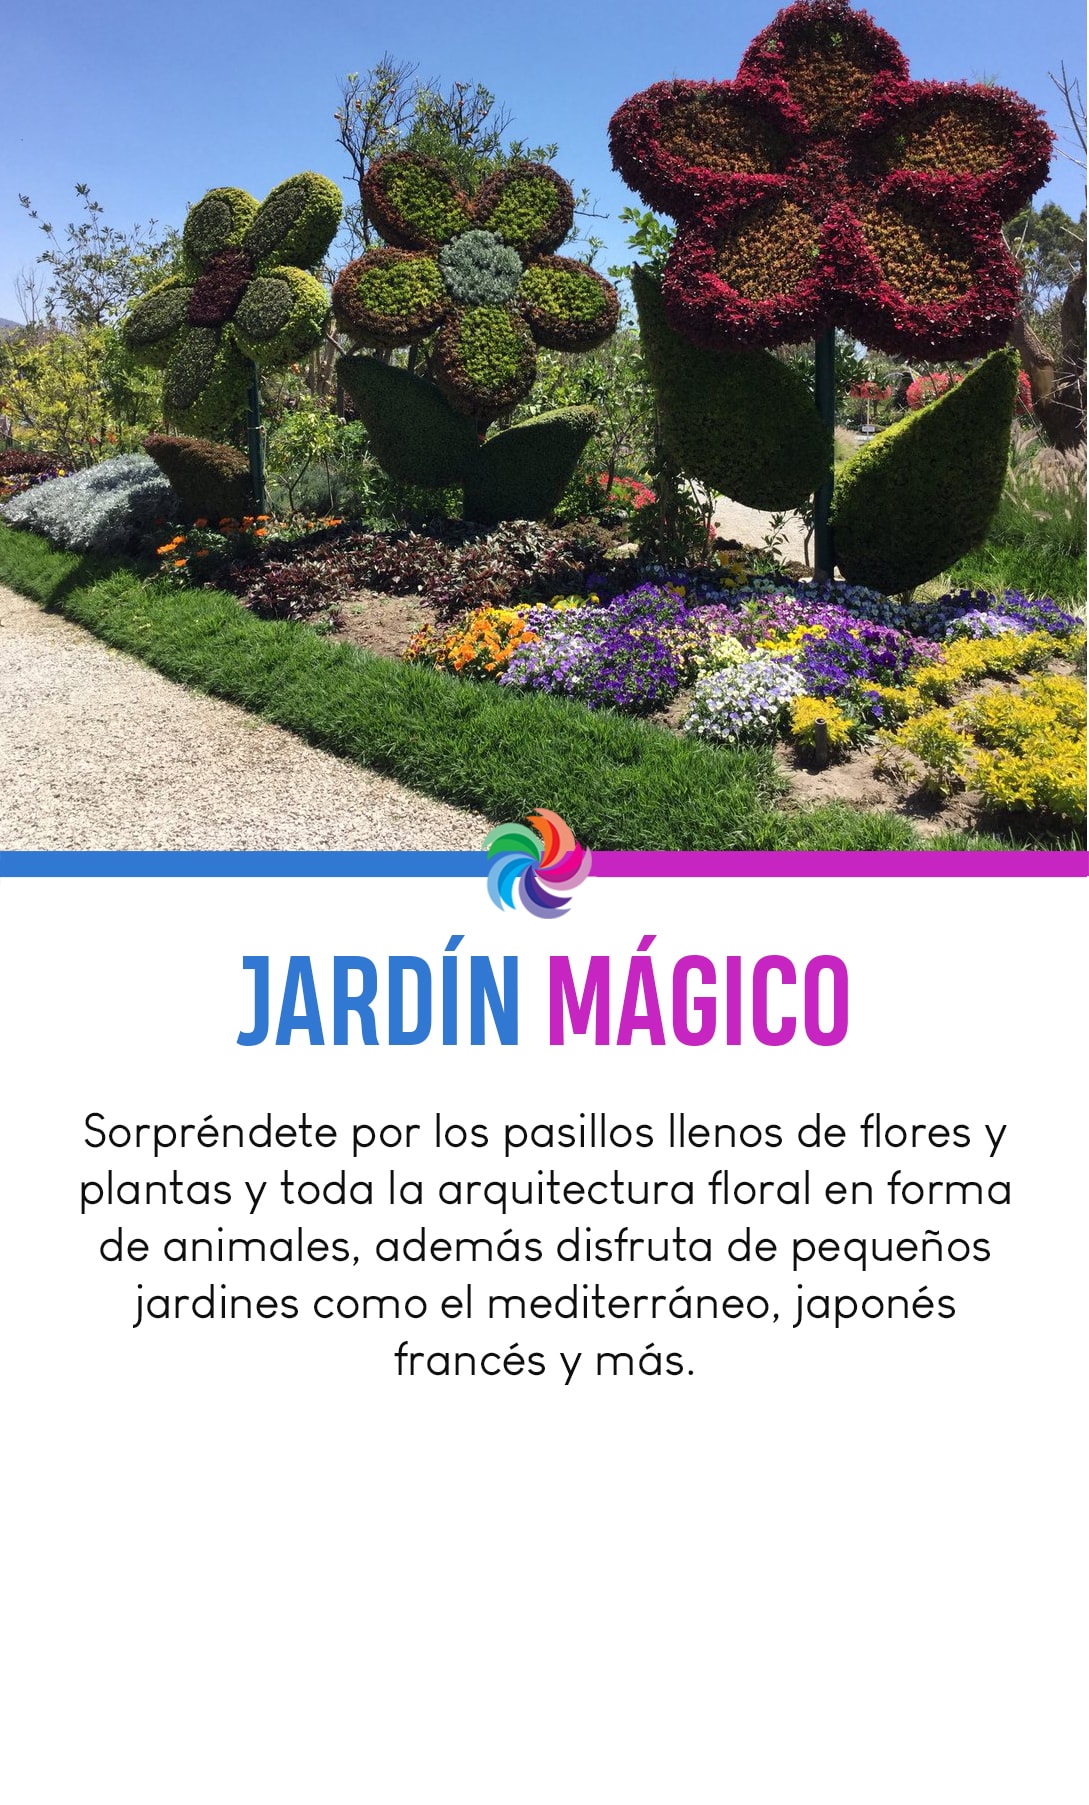 JARDÍN MÁGICO
Sorpréndete por los pasillos llenos de flores y
plantas y toda la arquitectura floral en forma
de animales, además disfruta de pequeños
jardines como el mediterráneo, japonés
francés y más.